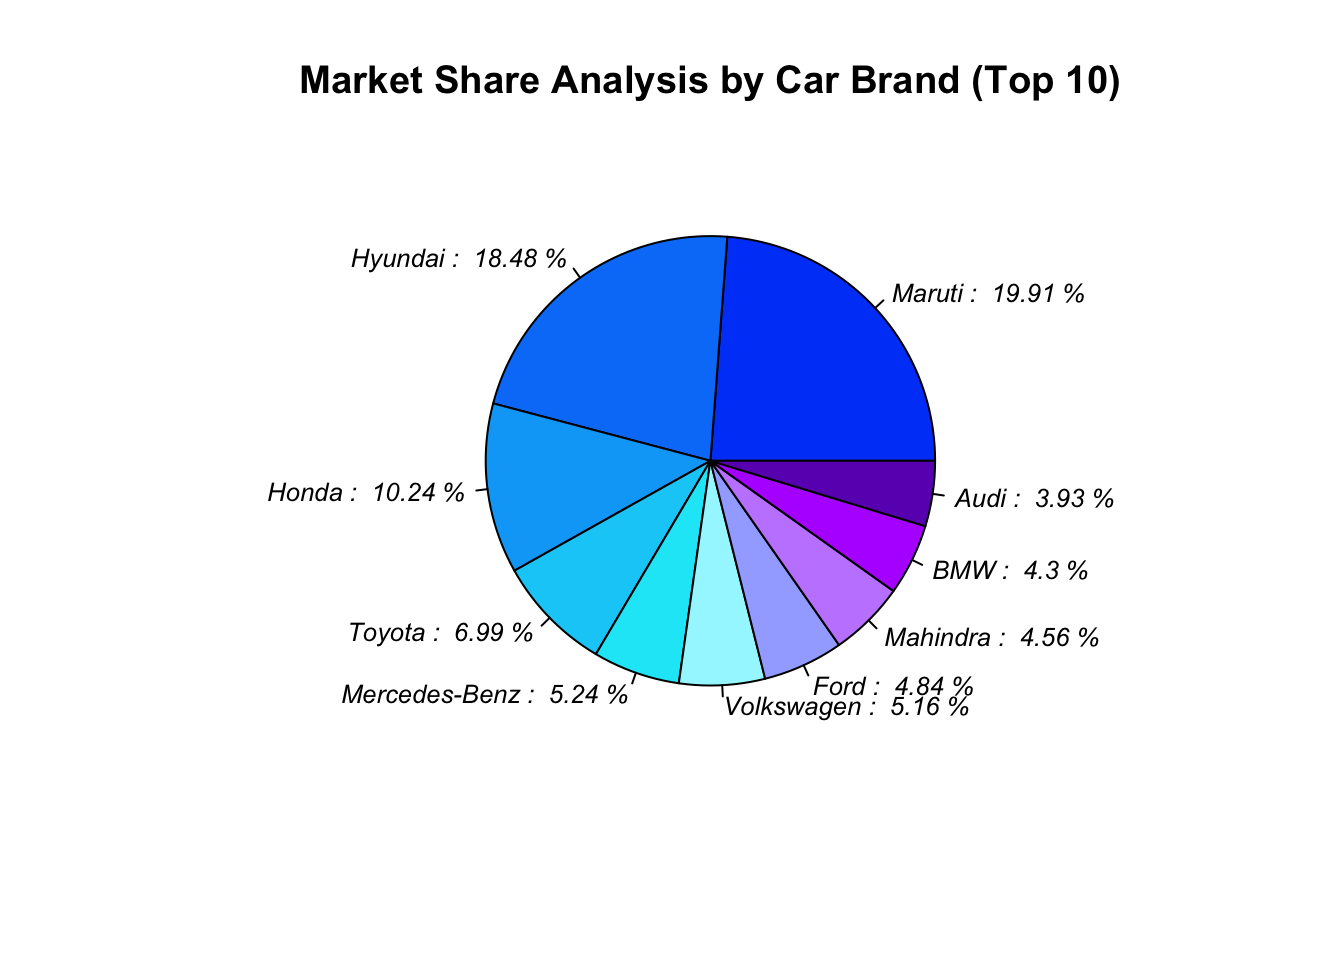 Market Share Analysis by Car Brand (Top 10)
Hyundai :  18.48 %
Maruti :  19.91 %
Honda :  10.24 %
Audi :  3.93 %
BMW :  4.3 %
Toyota :  6.99 %
Mahindra :  4.56 %
Mercedes-Benz :  5.24 %
Ford :  4.84 %
Volkswagen :  5.16 %